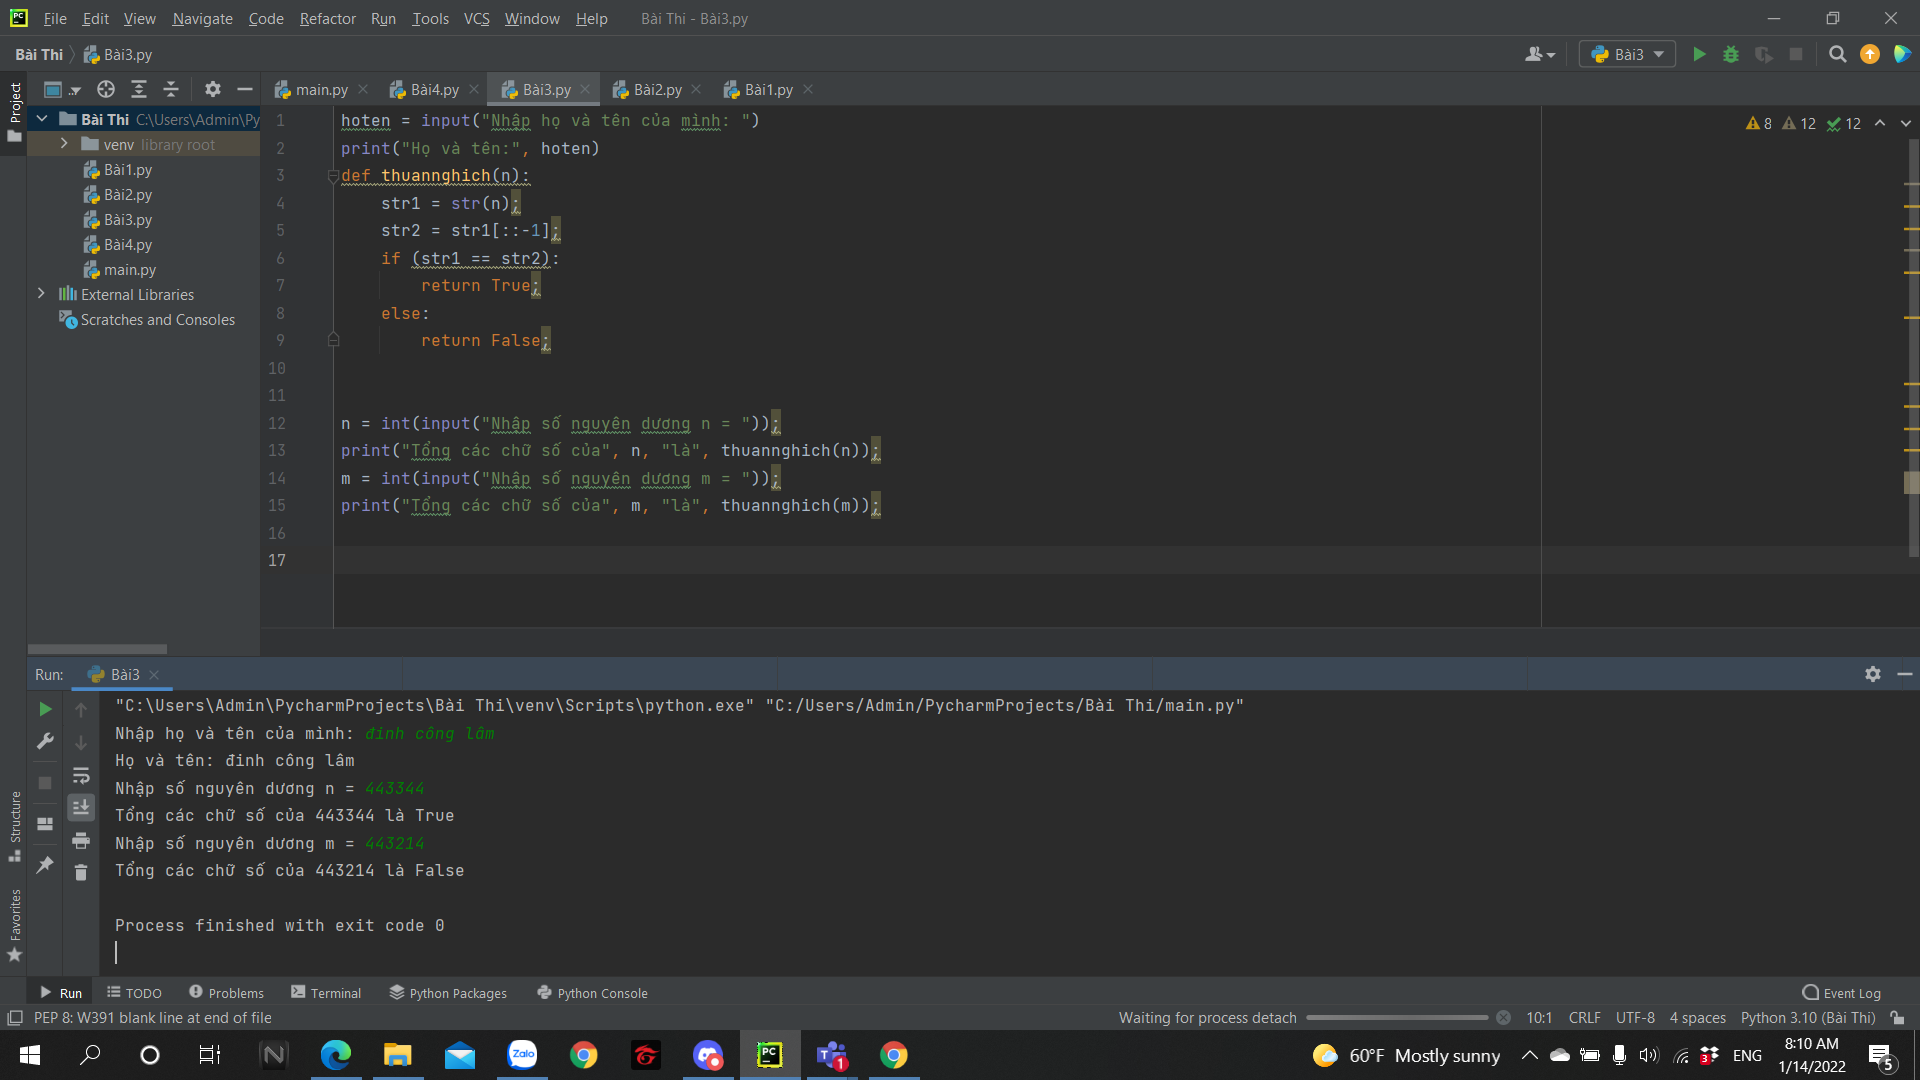 File Edit View Navigate Code Refactor Run Tools VCS Window Help Bài Thi - Bài3.py
Bài Thi Bài3.py Bài3
Project
main.py Bài4.py Bài3.py Bài2.py Bài1.py
Bài Thi C:\Users\Admin\Py
venv library root
Bài1.py
Bài2.py
Bài3.py
Bài4.py
main.py
External Libraries
Scratches and Consoles
8 12 12
1 hoten = input("Nhập họ và tên của mình: ")
2 print("Họ và tên:", hoten)
3 def thuannghich(n):
4 str1 = str(n);
5 str2 = str1[::-1];
6 if (str1 == str2):
7 return True;
8 else:
9 return False;
10
11
12 n = int(input("Nhập số nguyên dương n = "));
13 print("Tổng các chữ số của", n, "là", thuannghich(n));
14 m = int(input("Nhập số nguyên dương m = "));
15 print("Tổng các chữ số của", m, "là", thuannghich(m));
16
17
Run: Bài3
"C:\Users\Admin\PycharmProjects\Bài Thi\venv\Scripts\python.exe" "C:/Users/Admin/PycharmProjects/Bài Thi/main.py"
Nhập họ và tên của mình: đinh công lâm
Họ và tên: đinh công lâm
Nhập số nguyên dương n = 443344
Tổng các chữ số của 443344 là True
Nhập số nguyên dương m = 443214
Tổng các chữ số của 443214 là False
Process finished with exit code 0
Structure
Favorites
Run TODO Problems Terminal Python Packages Python Console Event Log
PEP 8: W391 blank line at end of file Waiting for process detach 10:1 CRLF UTF-8 4 spaces Python 3.10 (Bài Thi)
N Zalo PC T 1 60°F Mostly sunny 3 ENG 8:10 AM
1/14/2022 5